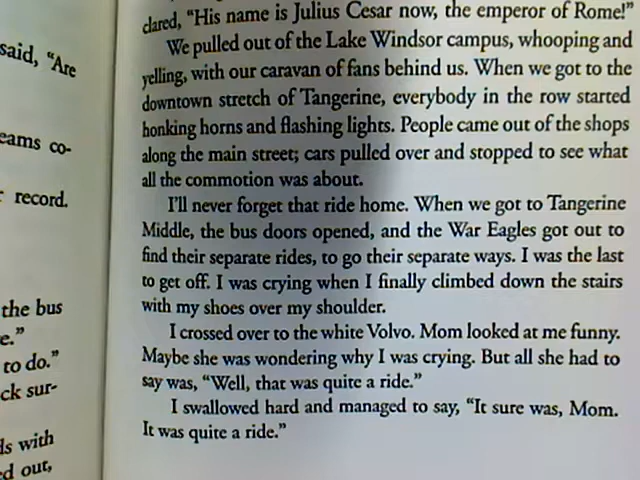 said, "Are
eams co-
record.
the bus
e."
to do."
ck sur-
ds with
ed out,
clared, "His name is Julius Cesar now, the emperor of Rome!"
We pulled out of the Lake Windsor campus, whooping and
yelling, with our caravan of fans behind us. When we got to the
downtown stretch of Tangerine, everybody in the row started
honking horns and flashing lights. People came out of the shops
along the main street; cars pulled over and stopped to see what
all the commotion was about.
I'll never forget that ride home. When we got to Tangerine
Middle, the bus doors opened, and the War Eagles got out to
find their separate rides, to go their separate ways. I was the last
to get off. I was crying when I finally climbed down the stairs
with my shoes over my shoulder.
I crossed over to the white Volvo. Mom looked at me funny.
Maybe she was wondering why I was crying. But all she had to
say was, "Well, that was quite a ride."
I swallowed hard and managed to say, "It sure was, Mom.
It was quite a ride."